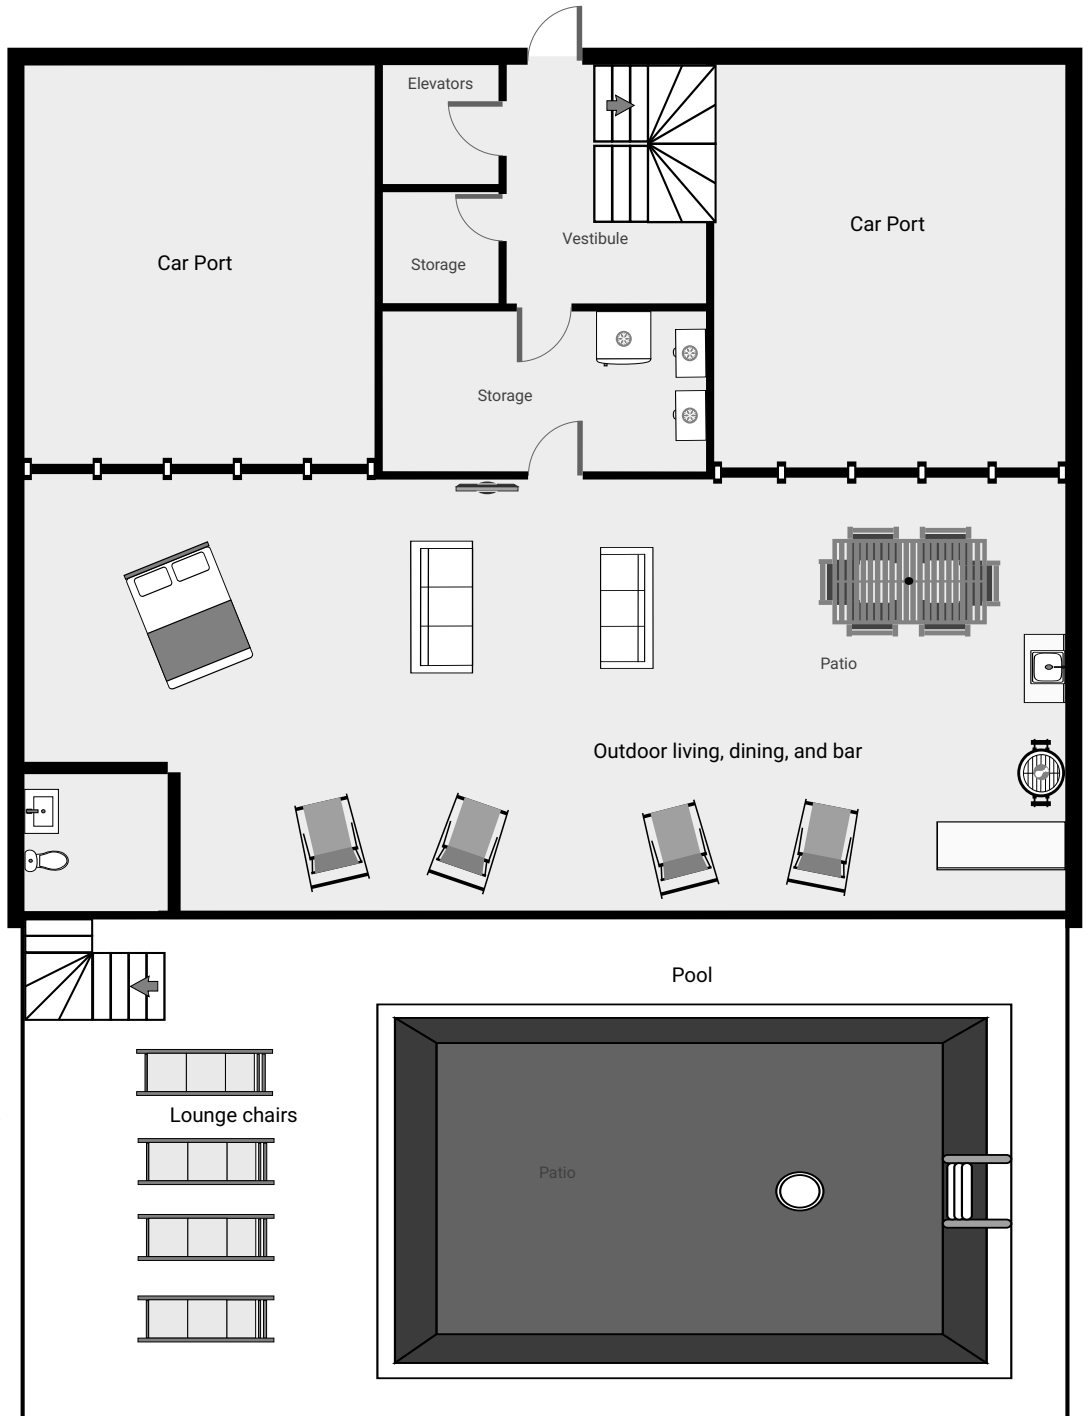 Elevators
Car Port
Vestibule
Car Port
Storage
Storage
Patio
Outdoor living, dining, and bar
Pool
Lounge chairs
Patio